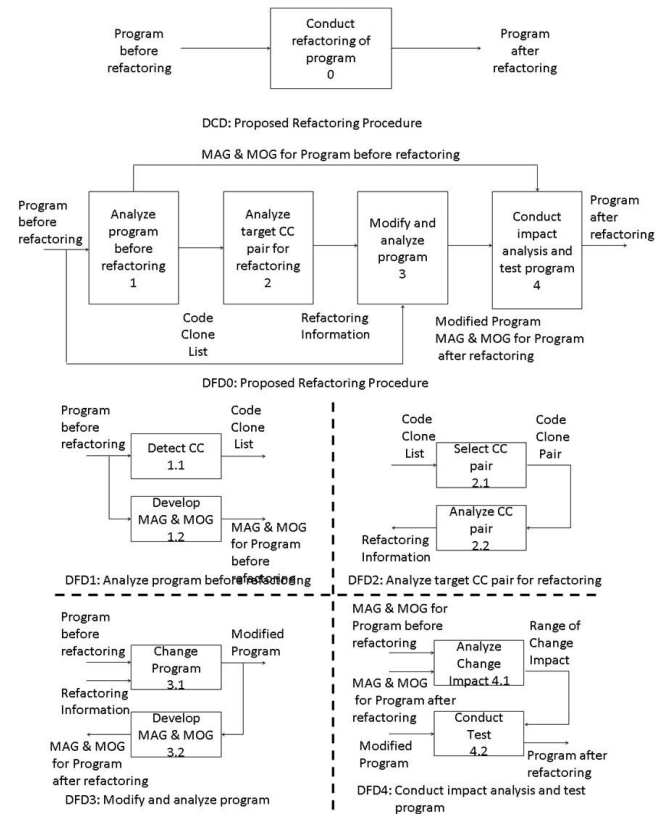 Program
before
refactoring
Conduct
refactoring of
program
0
Program
after
refactoring
DCD: Proposed Refactoring Procedure
MAG & MOG for Program before refactoring
Program
before
refactoring
Analyze
program
before
refactoring
1
Analyze
target CC
pair for
refactoring
2
Modify and
analyze
program
3
Conduct
impact
analysis and
test program
4
Program
after
refactoring
Code
Clone
List
Refactoring
Information
Modified Program
MAG & MOG for Program
after refactoring
DFD0: Proposed Refactoring Procedure
Program
before
refactoring
Detect CC
1.1
Code
Clone
List
Develop
MAG & MOG
1.2
MAG & MOG
for Program
before
refactoring
DFD1: Analyze program before refactoring
Code
Clone
List
Select CC
pair
2.1
Code
Clone
Pair
Analyze CC
pair
2.2
Refactoring
Information
DFD2: Analyze target CC pair for refactoring
Program
before
refactoring
Change
Program
3.1
Modified
Program
Refactoring
Information
Develop
MAG & MOG
3.2
MAG & MOG
for Program
after refactoring
DFD3: Modify and analyze program
MAG & MOG for
Program before
refactoring
Analyze
Change
Impact 4.1
Range of
Change
Impact
MAG & MOG
for Program after
refactoring
Conduct
Test
4.2
Modified
Program
Program after
refactoring
DFD4: Conduct impact analysis and test
program